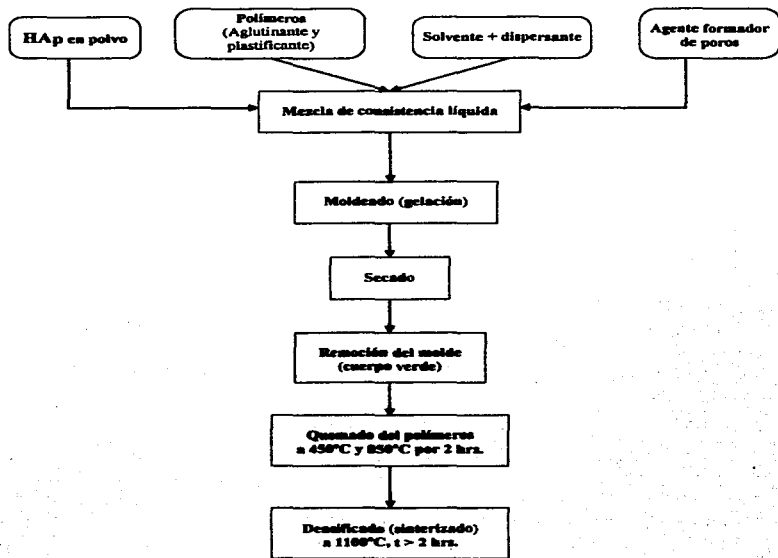 HAp en polvo
Polímeros
(Aglutinante y
plastificante)
Solvente + dispersante
Agente formador
de poros
Mezcla de consistencia líquida
Moldeado (gelación)
Secado
Remoción del molde
(cuerpo verde)
Quemado del polímeros
a 450°C y 850°C por 2 hrs.
Densificado (sinterizado)
a 1100°C, t > 2 hrs.